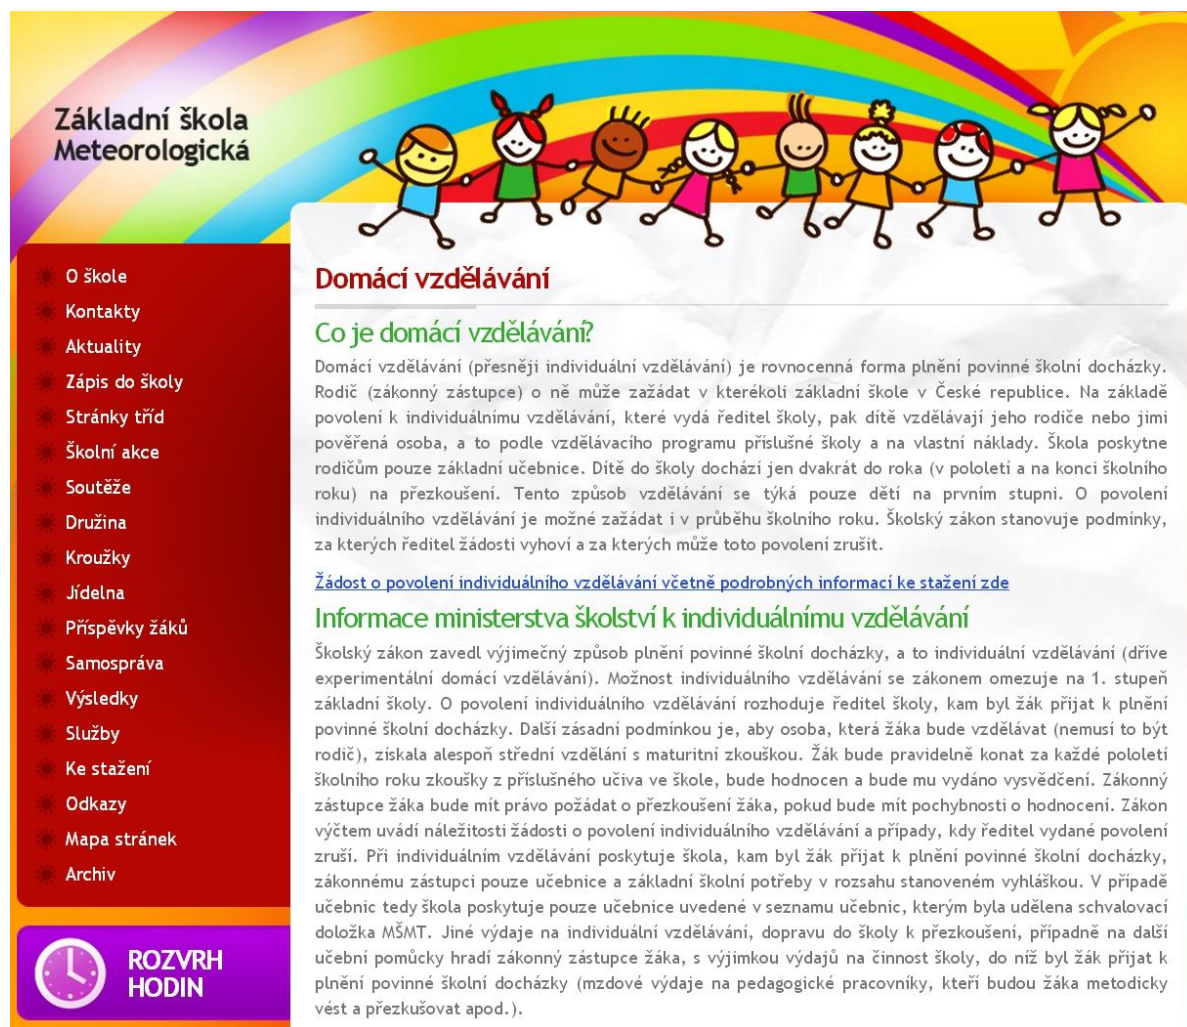 Základní škola
Meteorologická
O škole
Kontakty
Aktuality
Zápis do školy
Stránky tříd
Školní akce
Soutěže
Družina
Kroužky
Jídelna
Příspěvky žáků
Samospráva
Výsledky
Služby
Ke stažení
Odkazy
Mapa stránek
Archiv
ROZVRH
HODIN
Domácí vzdělávání
Co je domácí vzdělávání?
Domácí vzdělávání (přesněji individuální vzdělávání) je rovnocenná forma plnění povinné školní docházky.
Rodič (zákonný zástupce) o ně může zažádat v kterékoli základní škole v České republice. Na základě
povolení k individuálnímu vzdělávání, které vydá ředitel školy, pak dítě vzdělávají jeho rodiče nebo jimi
pověřená osoba, a to podle vzdělávacího programu příslušné školy a na vlastní náklady. Škola poskytne
rodičům pouze základní učebnice. Dítě do školy dochází jen dvakrát do roka (v pololetí a na konci školního
roku) na přezkoušení. Tento způsob vzdělávání se týká pouze dětí na prvním stupni. O povolení
individuálního vzdělávání je možné zažádat i v průběhu školního roku. Školský zákon stanovuje podmínky,
za kterých ředitel žádosti vyhoví a za kterých může toto povolení zrušit.
Žádost o povolení individuálního vzdělávání včetně podrobných informací ke stažení zde
Informace ministerstva školství k individuálnímu vzdělávání
Školský zákon zavedl výjimečný způsob plnění povinné školní docházky, a to individuální vzdělávání (dříve
experimentální domácí vzdělávání). Možnost individuálního vzdělávání se zákonem omezuje na 1. stupeň
základní školy. O povolení individuálního vzdělávání rozhoduje ředitel školy, kam byl žák přijat k plnění
povinné školní docházky. Další zásadní podmínkou je, aby osoba, která žáka bude vzdělávat (nemusí to být
rodič), získala alespoň střední vzdělání s maturitní zkouškou. Žák bude pravidelně konat za každé pololetí
školního roku zkoušky z příslušného učiva ve škole, bude hodnocen a bude mu vydáno vysvědčení. Zákonný
zástupce žáka bude mít právo požádat o přezkoušení žáka, pokud bude mít pochybnosti o hodnocení. Zákon
výčtem uvádí náležitosti žádosti o povolení individuálního vzdělávání a případy, kdy ředitel vydané povolení
zruší. Při individuálním vzdělávání poskytuje škola, kam byl žák přijat k plnění povinné školní docházky,
zákonnému zástupci pouze učebnice a základní školní potřeby v rozsahu stanoveném vyhláškou. V případě
učebnic tedy škola poskytuje pouze učebnice uvedené v seznamu učebnic, kterým byla udělena schvalovací
doložka MŠMT. Jiné výdaje na individuální vzdělávání, dopravu do školy k přezkoušení, případně na další
učební pomůcky hradí zákonný zástupce žáka, s výjimkou výdajů na činnost školy, do níž byl žák přijat k
plnění povinné školní docházky (mzdové výdaje na pedagogické pracovníky, kteří budou žáka metodicky
vést a přezkušovat apod.).